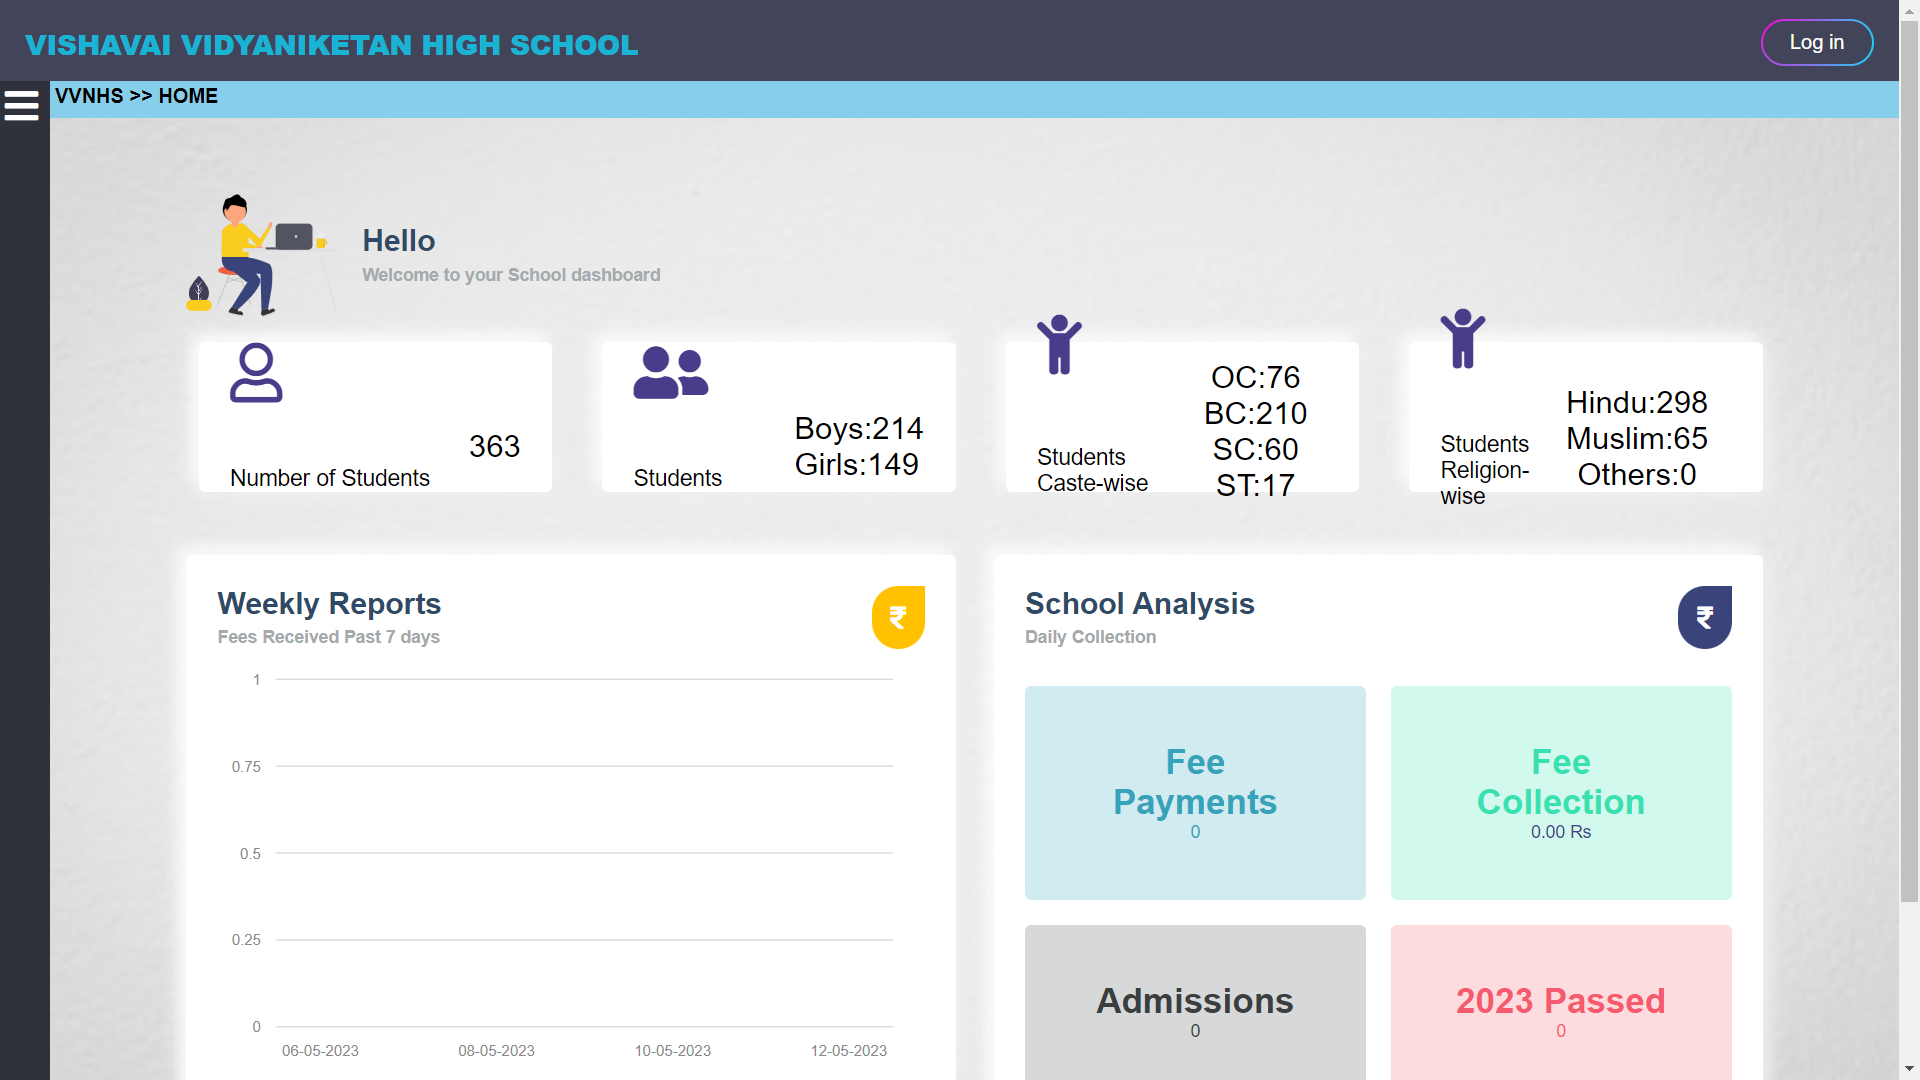 VISHAVAI VIDYANIKETAN HIGH SCHOOL
Log in
VVNHS >> HOME
Hello
Welcome to your School dashboard
363
Number of Students
Boys:214
Girls:149
Students
OC:76
BC:210
SC:60
ST:17
Students
Caste-wise
Hindu:298
Muslim:65
Others:0
Students
Religion-
wise
Weekly Reports
Fees Received Past 7 days
₹
1
0.75
0.5
0.25
0
06-05-2023
08-05-2023
10-05-2023
12-05-2023
School Analysis
Daily Collection
₹
Fee
Payments
0
Fee
Collection
0.00 Rs
Admissions
0
2023 Passed
0